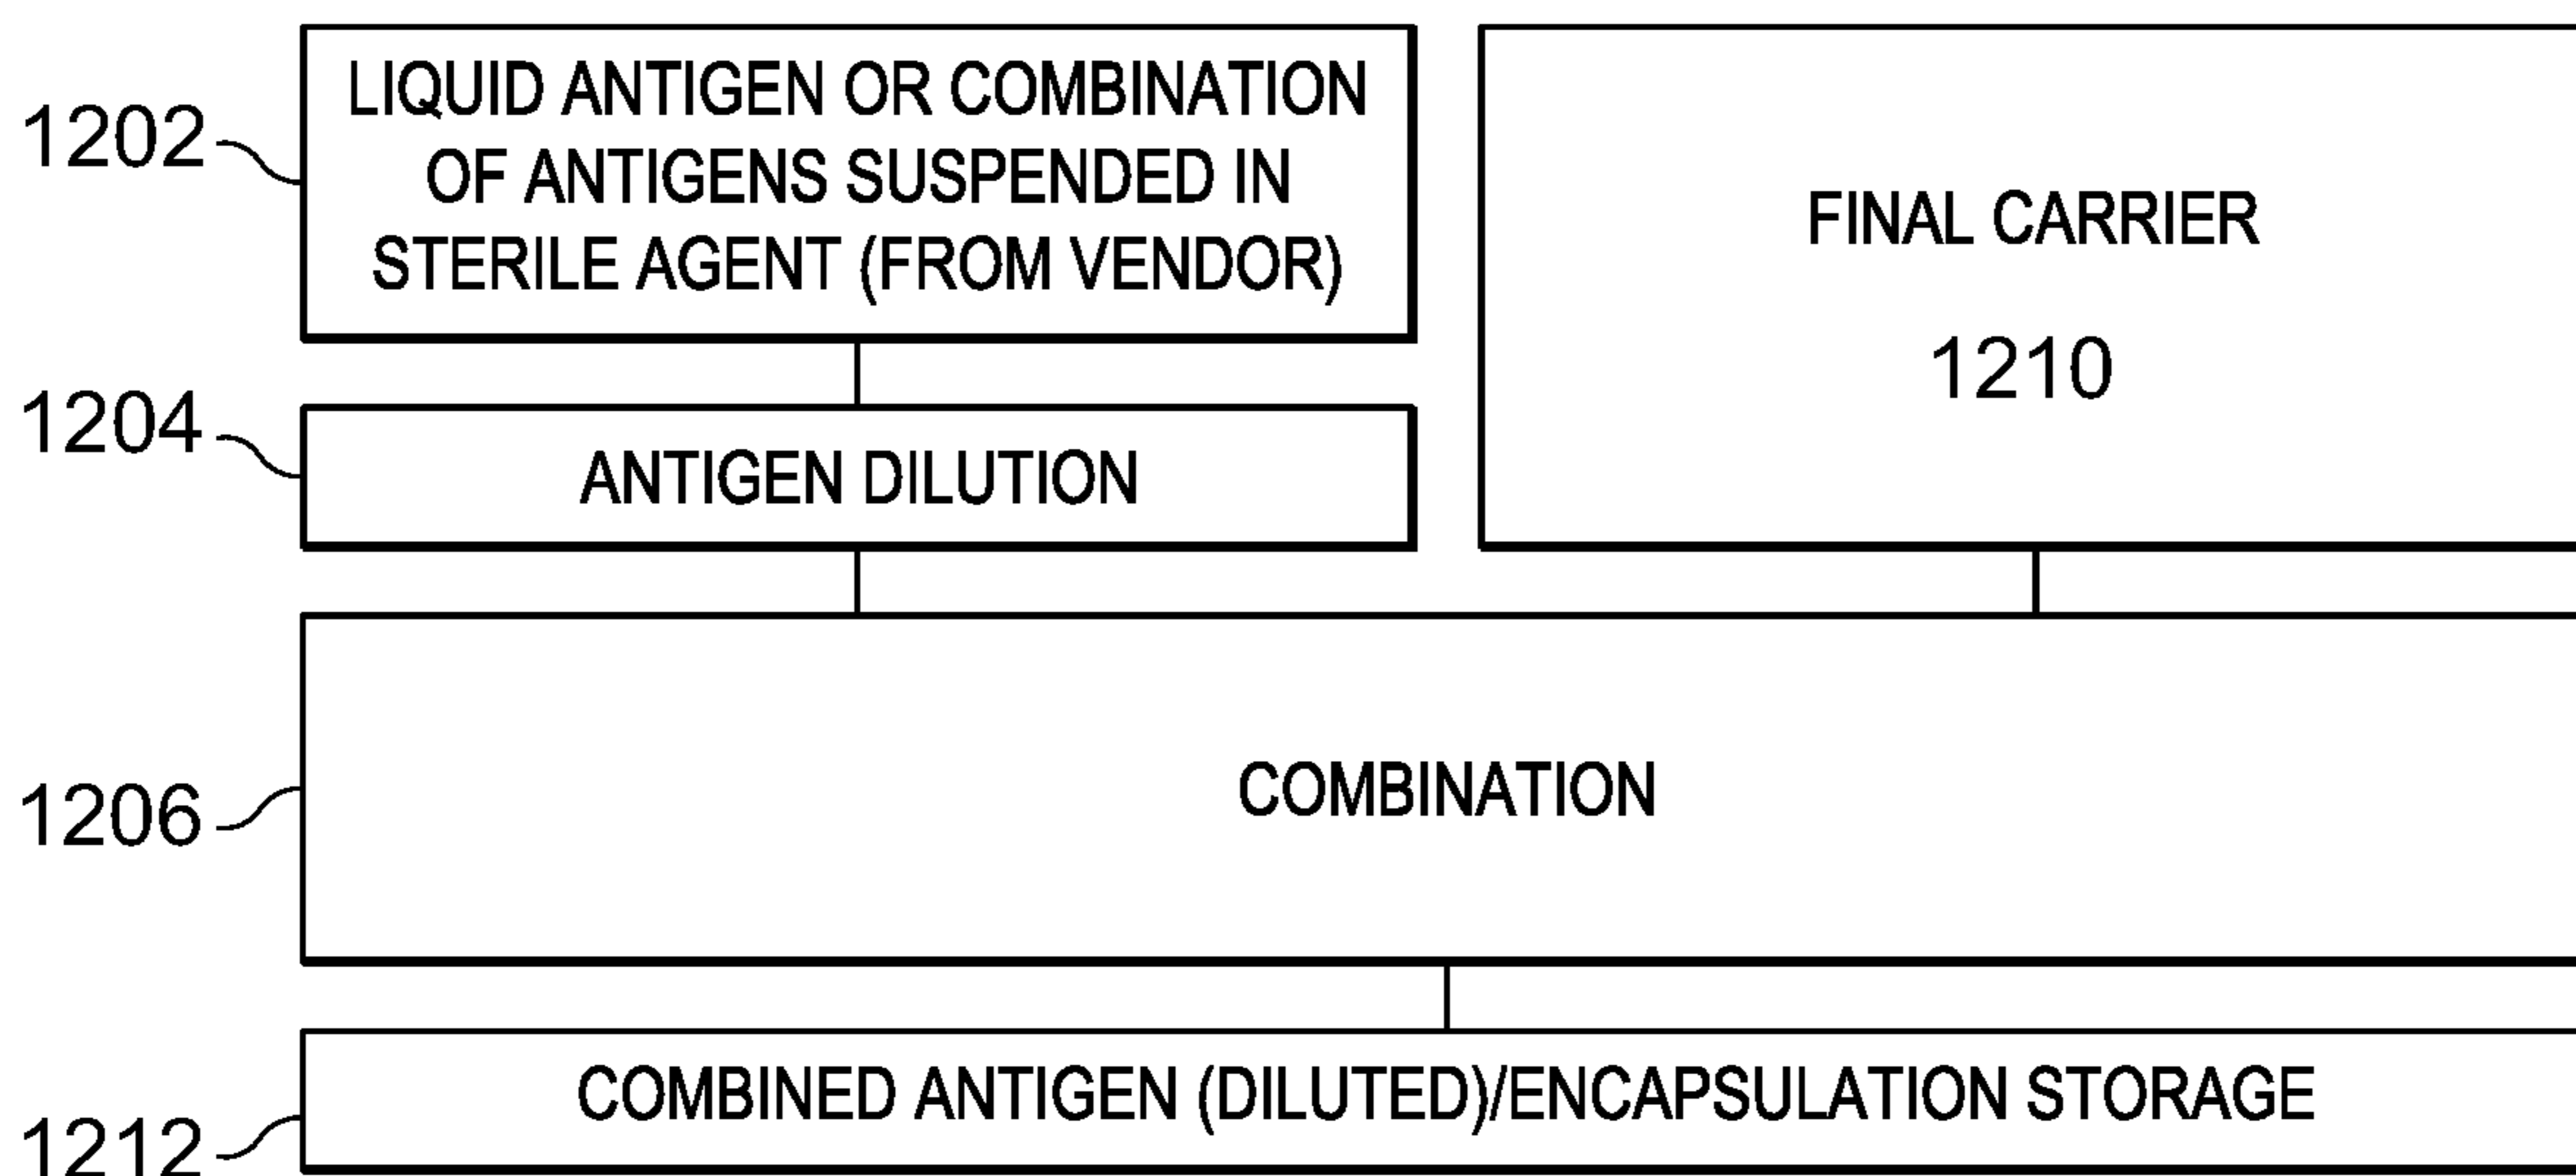 1202
LIQUID ANTIGEN OR COMBINATION
OF ANTIGENS SUSPENDED IN
STERILE AGENT (FROM VENDOR)
FINAL CARRIER
1210
1204
ANTIGEN DILUTION
1206
COMBINATION
COMBINED ANTIGEN (DILUTED)/ENCAPSULATION STORAGE
1212